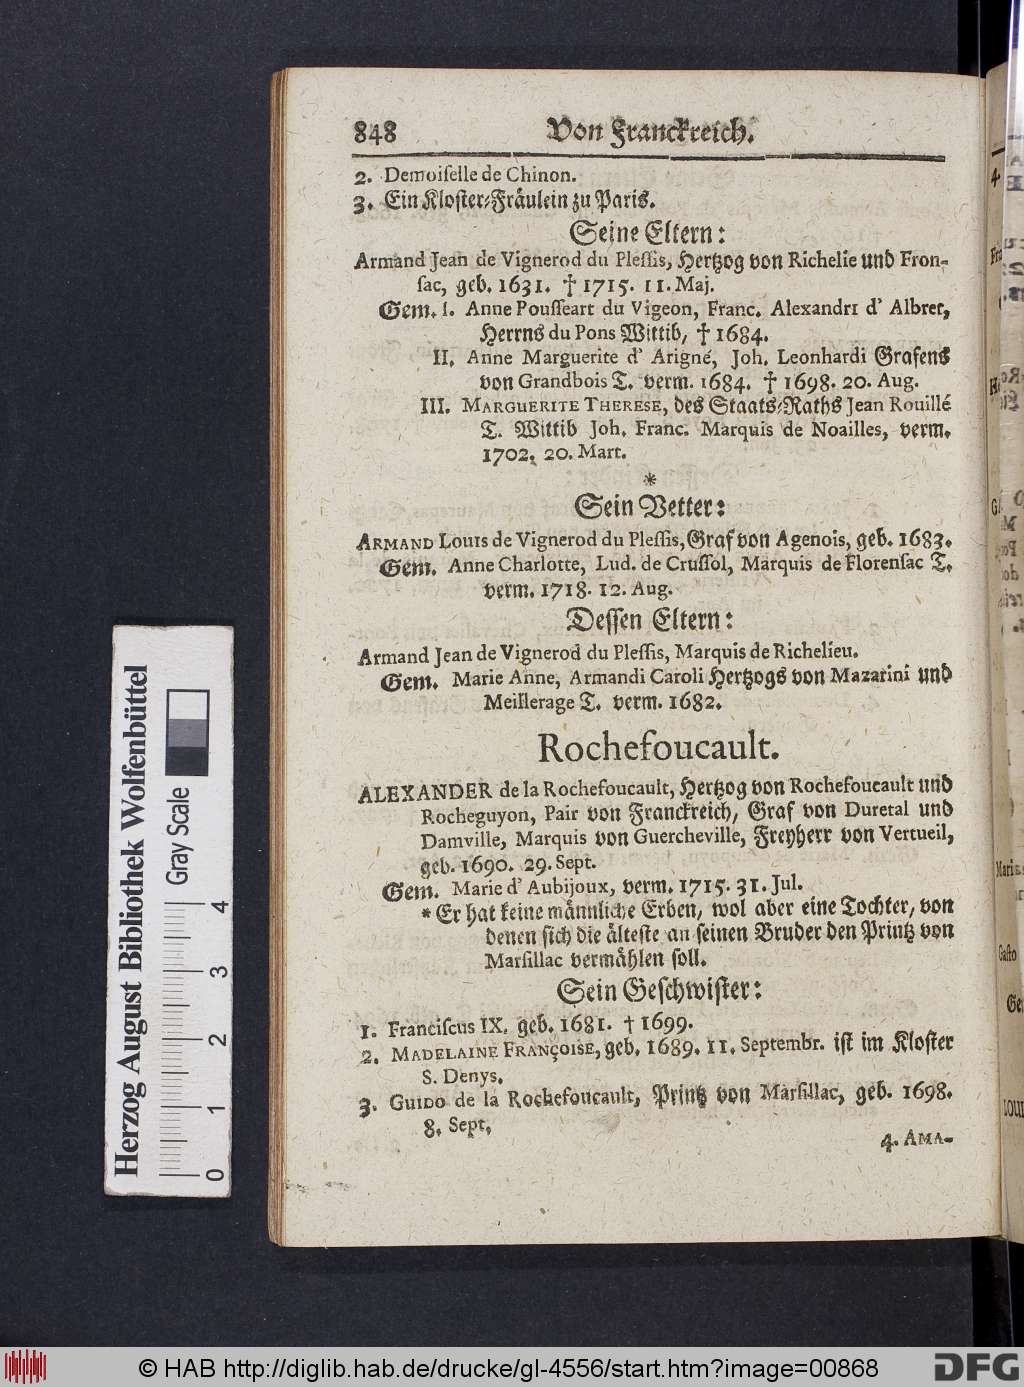 848 Von Franckreich.
2. Demoiselle de Chinon.
3. Ein Kloster-Fräulein zu Paris.
Seine Eltern:
Armand Jean de Vignerod du Plessis, Hertzog von Richelie und Fron-
sac, geb. 1631. † 1715. 11. Maj.
Gem. I. Anne Pousseart du Vigeon, Franc. Alexandri d' Albret,
Herrns du Pons Wittib, † 1684.
II. Anne Marguerite d' Arigné, Joh. Leonhardi Grafens
von Grandbois T. verm. 1684. † 1698. 20. Aug.
III. MARGUERITE THERESE, des Staats-Raths Jean Rouillé
T. Wittib Joh. Franc. Marquis de Noailles, verm.
1702. 20. Mart.
*
Sein Vetter:
ARMAND LOUIS de Vignerod du Plessis, Graf von Agenois, geb. 1683.
Gem. Anne Charlotte, Lud. de Crussol, Marquis de Florensac T.
verm. 1718. 12. Aug.
Dessen Eltern:
Armand Jean de Vignerod du Plessis, Marquis de Richelieu.
Gem. Marie Anne, Armandi Caroli Hertzogs von Mazarini und
Meillerage T. verm. 1682.
Rochefoucault.
ALEXANDER de la Rochefoucault, Hertzog von Rochefoucault und
Rocheguyon, Pair von Franckreich, Graf von Duretal und
Damville, Marquis von Guercheville, Freyherr von Vertueil,
geb. 1690. 29. Sept.
Gem. Marie d' Aubijoux, verm. 1715. 31. Jul.
* Er hat keine männliche Erben, wol aber eine Tochter, von
denen sich die älteste an seinen Bruder den Printz von
Marsillac vermählen soll.
Sein Geschwister:
1. Franciscus IX. geb. 1681. † 1699.
2. MADELAINE FRANÇOISE, geb. 1689. 11. Septembr. ist im Kloster
S. Denys.
3. GUIDO de la Rochefoucault, Printz von Marsillac, geb. 1698.
8. Sept.
4. AMA-
Herzog August Bibliothek Wolfenbüttel
Gray Scale
0 1 2 3 4
© HAB http://diglib.hab.de/drucke/gl-4556/start.htm?image=00868
DFG